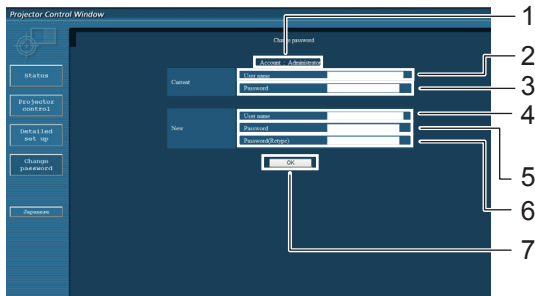 Projector Control Window
1
Change password
Account : Administrator
2
Status
Current
User name
Password
3
Projector
control
4
User name
Detailed
set up
New
Password
Password(Retype)
5
Change
password
OK
6
Japanese
7